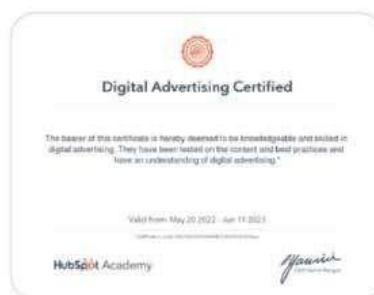 Digital Advertising Certified
The bearer of this certificate is hereby deemed to be knowledgeable and skilled in
digital advertising. They have been tested on the content and best practices and
have an understanding of digital advertising."
Valid from: May 20 2022 - Jun 17 2023
HubSpot Academy